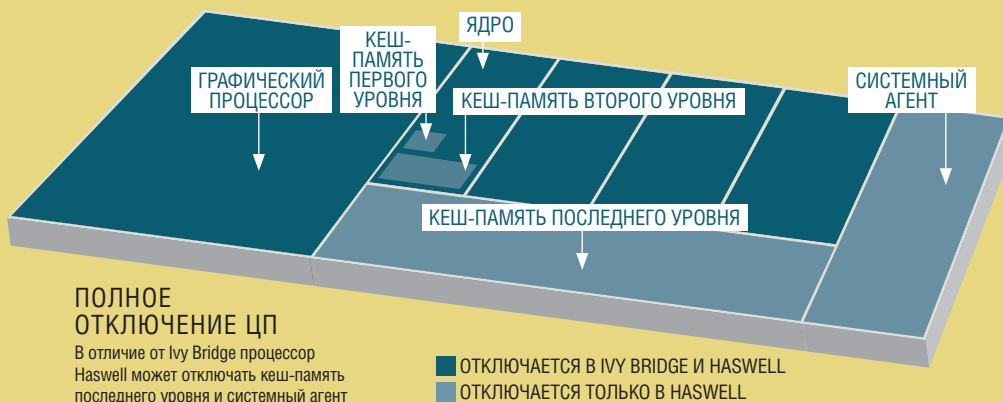 ЯДРО
КЕШ-
ПАМЯТЬ
ПЕРВОГО
УРОВНЯ
ГРАФИЧЕСКИЙ
ПРОЦЕССОР
КЕШ-ПАМЯТЬ ВТОРОГО УРОВНЯ
СИСТЕМНЫЙ
АГЕНТ
КЕШ-ПАМЯТЬ ПОСЛЕДНЕГО УРОВНЯ
ПОЛНОЕ
ОТКЛЮЧЕНИЕ ЦП
В отличие от Ivy Bridge процессор
Haswell может отключать кеш-память
последнего уровня и системный агент
ОТКЛЮЧАЕТСЯ В IVY BRIDGE И HASWELL
ОТКЛЮЧАЕТСЯ ТОЛЬКО В HASWELL